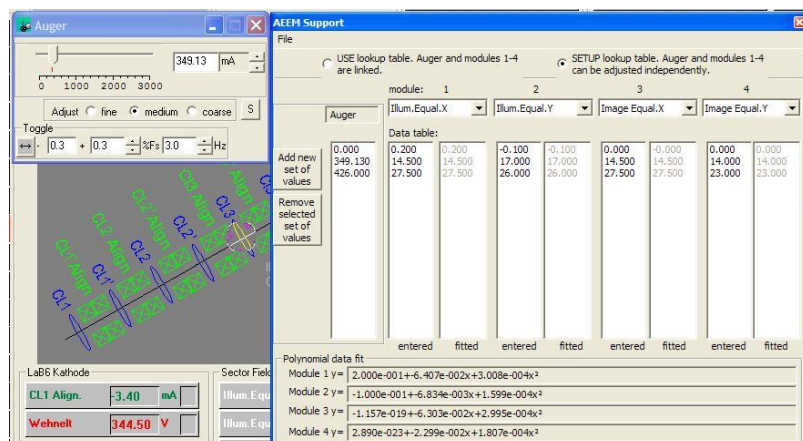 Auger
349.13 mA
0 1000 2000 3000
Adjust fine medium coarse S
Toggle
- 0.3 + 0.3 %Fs 3.0 Hz
CL1 CL1' CL2 CL2' CL3
CL1 Align CL2 Align CL2' Align Ct3 Align
LaB6 Kathode
CL1 Align. -3.40 mA
Wehnelt 344.50 V
Sector Field
Illum.Equ
AEEM Support
File
USE lookup table. Auger and modules 1-4 are linked.
SETUP lookup table. Auger and modules 1-4 can be adjusted independently.
module: 1 2 3 4
Auger Illum.Equal.X Illum.Equal.Y Image Equal.X Image Equal.Y
Data table:
0.000 0.200 0.200 -0.100 -0.100 0.000 -0.000 0.000 0.000
349.130 14.500 14.500 17.000 17.000 14.500 14.500 14.000 14.000
426.000 27.500 27.500 26.000 26.000 27.500 27.500 23.000 23.000
Add new set of values
Remove selected set of values
entered fitted entered fitted entered fitted entered fitted
Polynomial data fit
Module 1 y= 2.000e-001+-6.407e-002x+3.008e-004x²
Module 2 y= -1.000e-001+-6.834e-003x+1.599e-004x²
Module 3 y= -1.157e-019+-6.303e-002x+2.995e-004x²
Module 4 y= 2.890e-023+-2.299e-002x+1.807e-004x²